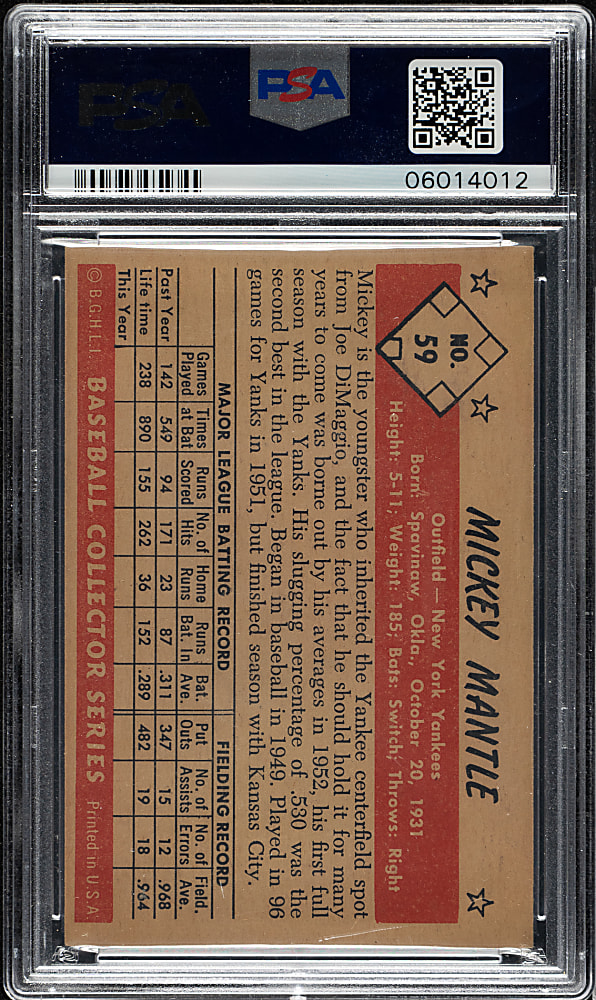 PSA
PSA
06014012
MICKEY MANTLE
NO.
59
Outfield — New York Yankees
Born: Spavinaw, Okla., October 20, 1931
Height: 5-11; Weight: 185; Bats: Switch; Throws: Right
Mickey is the youngster who inherited the Yankee centerfield spot
from Joe DiMaggio, and the fact that he should hold it for many
years to come was borne out by his averages in 1952, his first full
season with the Yanks. His slugging percentage of .530 was the
second best in the league. Began in baseball in 1949. Played in 96
games for Yanks in 1951, but finished season with Kansas City.
MAJOR LEAGUE BATTING RECORD FIELDING RECORD
Games Times Runs No. of Home Runs Bat. Put No. of No. of Field.
Played at Bat Scored Hits Runs Bat. In Ave. Outs Assists Errors Ave.
Past Year 142 549 94 171 23 87 .311 347 15 12 .968
Life time 238 890 155 262 36 152 .289 482 19 18 .964
This Year
© B.G.H.L.I. BASEBALL COLLECTOR SERIES Printed in U.S.A.